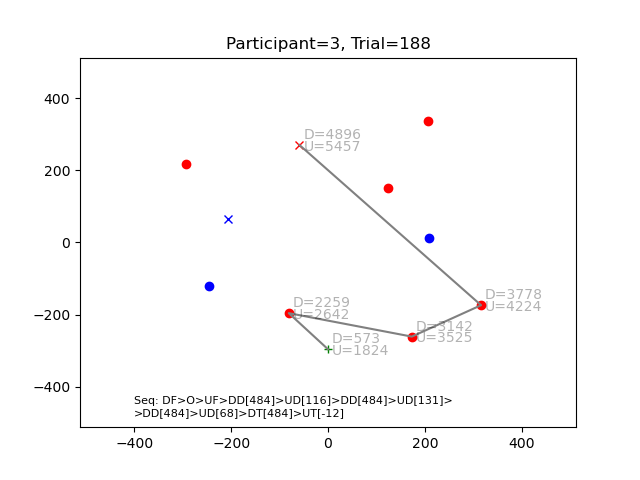 Participant=3, Trial=188
400
200
0
−200
−400
D=4896
U=5457
D=3778
U=4224
D=2259
U=2642
D=3142
U=3525
D=573
U=1824
Seq: DF>O>UF>DD[484]>UD[116]>DD[484]>UD[131]>
>DD[484]>UD[68]>DT[484]>UT[-12]
−400 −200 0 200 400